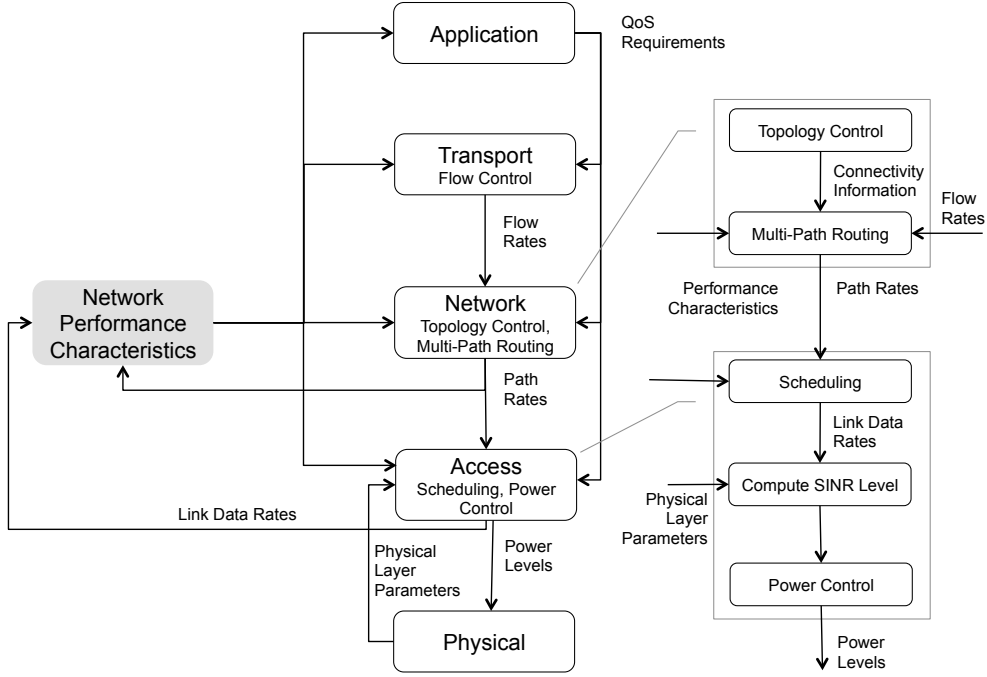 Application
QoS
Requirements
Transport
Flow Control
Flow
Rates
Network
Performance
Characteristics
Network
Topology Control,
Multi-Path Routing
Path
Rates
Access
Scheduling, Power
Control
Link Data Rates
Physical
Layer
Parameters
Power
Levels
Physical
Topology Control
Connectivity
Information
Flow
Rates
Multi-Path Routing
Performance
Characteristics
Path Rates
Scheduling
Link Data
Rates
Compute SINR Level
Physical
Layer
Parameters
Power Control
Power
Levels